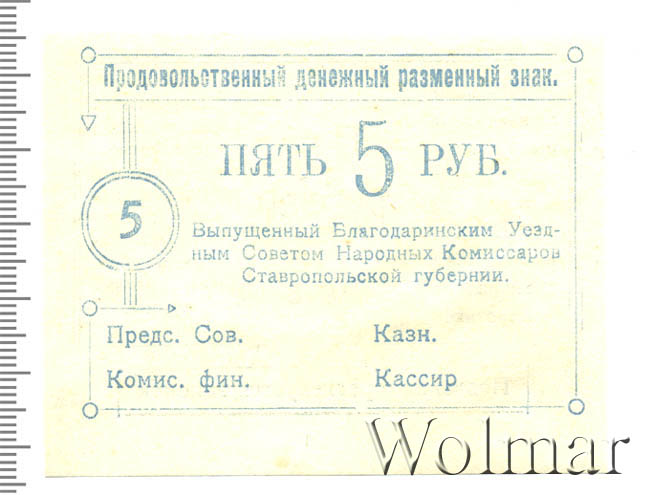 Продовольственный денежный разменный знак.
ПЯТЬ 5 РУБ.
5
Выпущенный Благодаринским Уезд-
ным Советом Народных Комиссаров
Ставропольской губернии.
Предс. Сов. Казн.
Комис. фин. Кассир
Wolmar